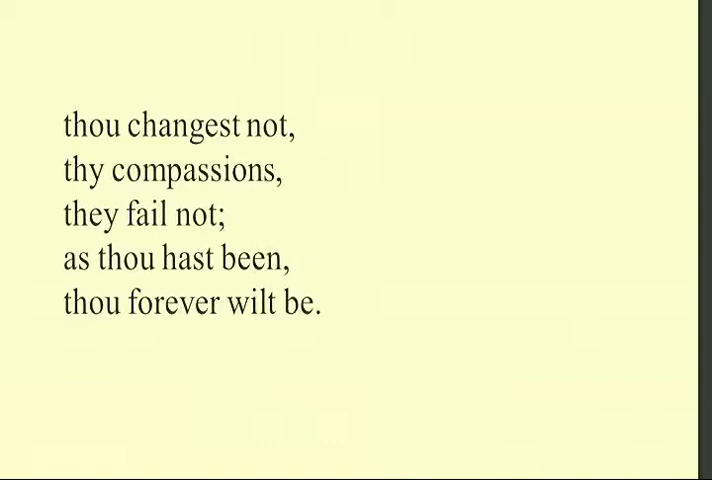 thou changest not,
thy compassions,
they fail not;
as thou hast been,
thou forever wilt be.